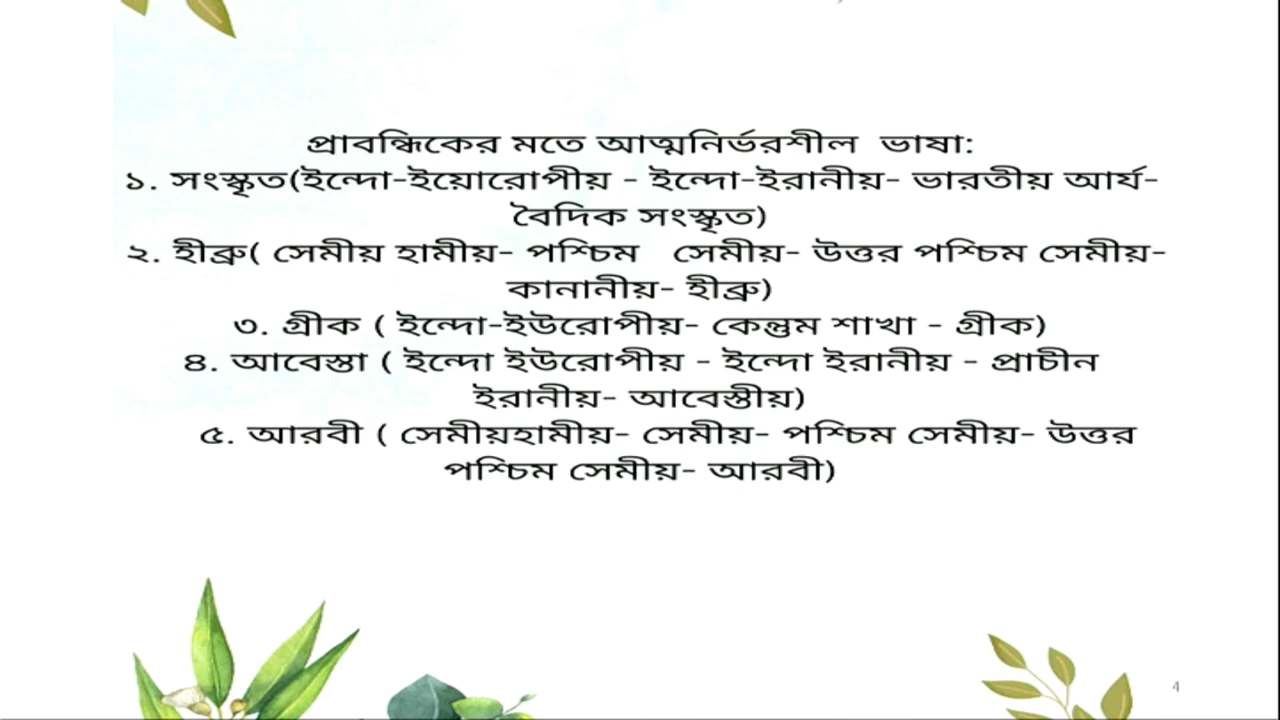 প্রাবন্ধিকের মতে আত্মনির্ভরশীল ভাষা:
১. সংস্কৃত(ইন্দো-ইয়োরোপীয় - ইন্দো-ইরানীয়- ভারতীয় আর্য-
বৈদিক সংস্কৃত)
২. হীব্রু( সেমীয় হামীয়- পশ্চিম সেমীয়- উত্তর পশ্চিম সেমীয়-
কানানীয়- হীব্রু)
৩. গ্রীক ( ইন্দো-ইউরোপীয়- কেন্তুম শাখা - গ্রীক)
৪. আবেস্তা ( ইন্দো ইউরোপীয় - ইন্দো ইরানীয় - প্রাচীন
ইরানীয়- আবেস্তীয়)
৫. আরবী ( সেমীয়হামীয়- সেমীয়- পশ্চিম সেমীয়- উত্তর
পশ্চিম সেমীয়- আরবী)
4